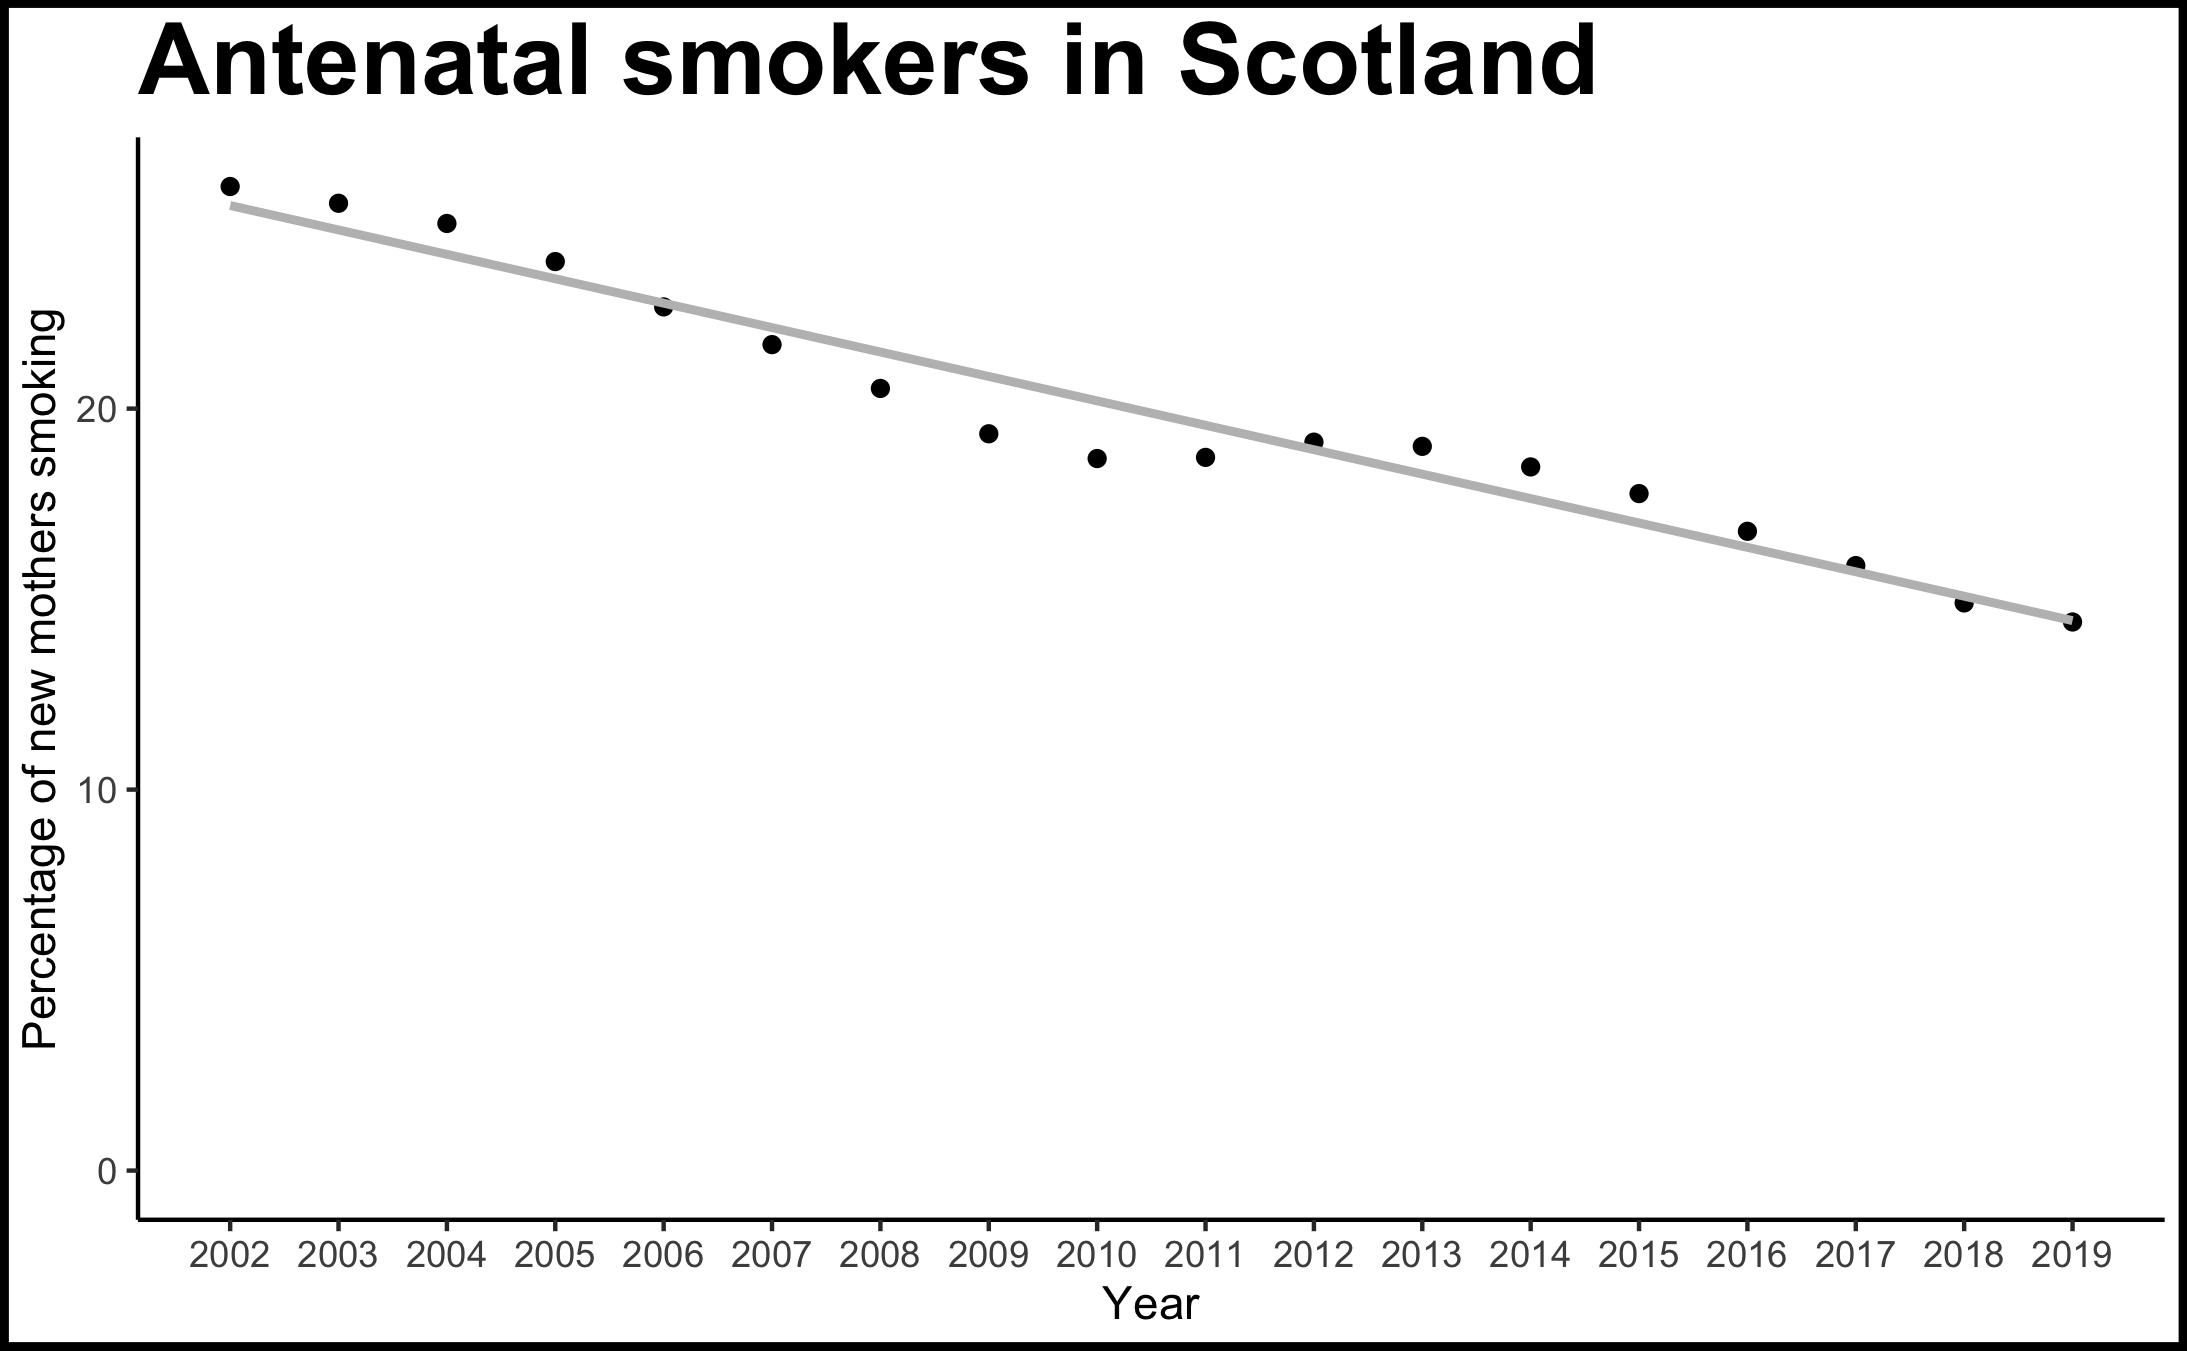 Antenatal smokers in Scotland
Percentage of new mothers smoking
20
10
0
2002 2003 2004 2005 2006 2007 2008 2009 2010 2011 2012 2013 2014 2015 2016 2017 2018 2019
Year